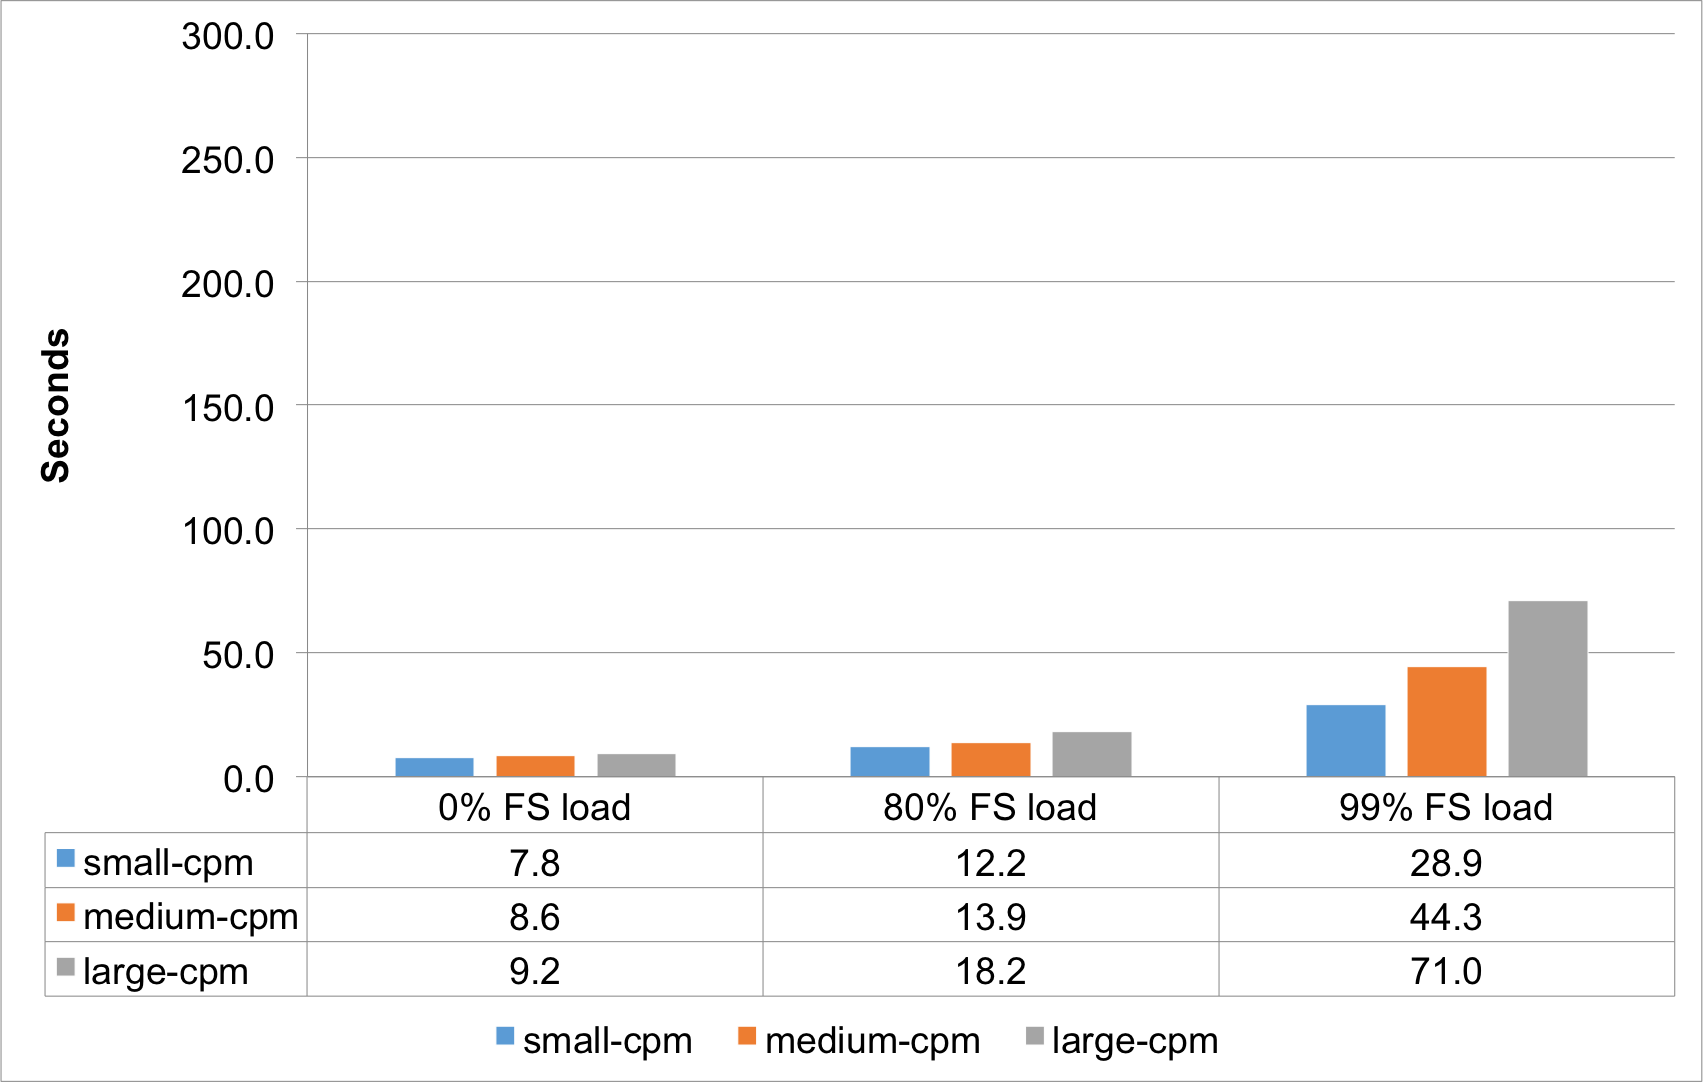 300.0
250.0
200.0
150.0
100.0
50.0
0.0
Seconds
0% FS load 80% FS load 99% FS load
small-cpm 7.8 12.2 28.9
medium-cpm 8.6 13.9 44.3
large-cpm 9.2 18.2 71.0
small-cpm medium-cpm large-cpm